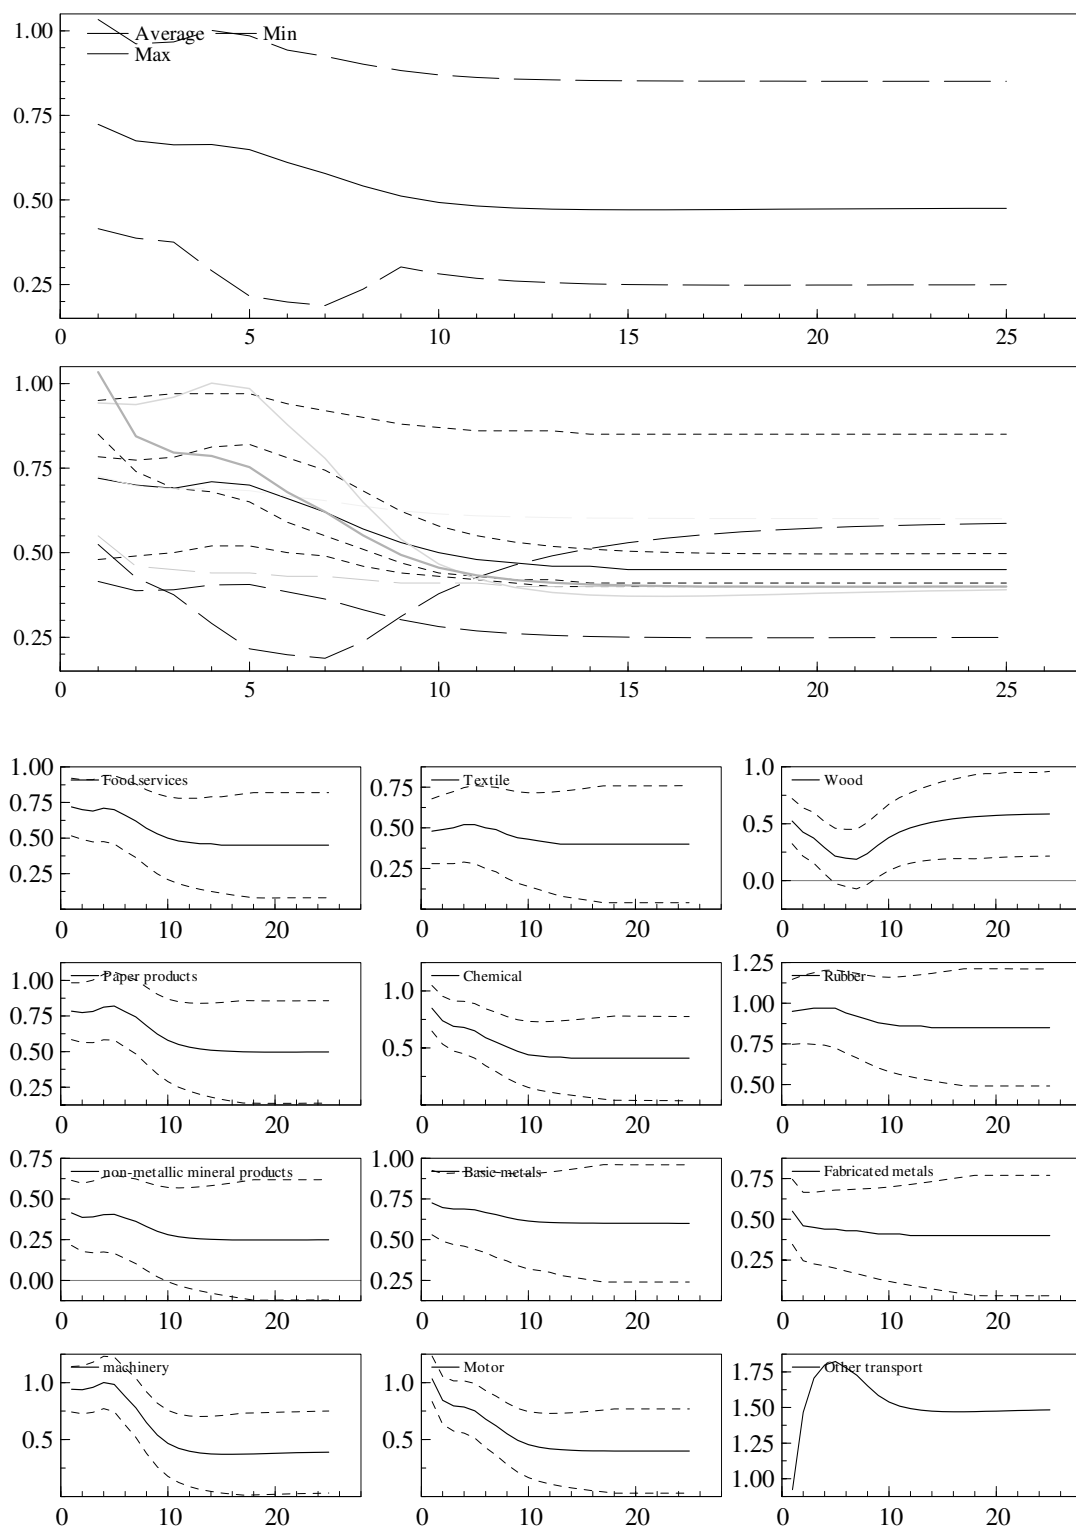 1.00
Average Min
Max
0.75
0.50
0.25
0 5 10 15 20 25
1.00
0.75
0.50
0.25
0 5 10 15 20 25
1.00 Food services
0.75
0.50
0.25
0 10 20
Textile
0.75
0.50
0.25
0 10 20
1.0 Wood
0.5
0.0
0 10 20
Paper products
1.00
0.75
0.50
0.25
0 10 20
Chemical
1.0
0.5
0 10 20
1.25 Rubber
1.00
0.75
0.50
0 10 20
0.75 non-metallic mineral products
0.50
0.25
0.00
0 10 20
1.00 Basic metals
0.75
0.50
0.25
0 10 20
Fabricated metals
0.75
0.50
0.25
0 10 20
machinery
1.0
0.5
0 10 20
Motor
1.0
0.5
0 10 20
Other transport
1.75
1.50
1.25
1.00
0 10 20